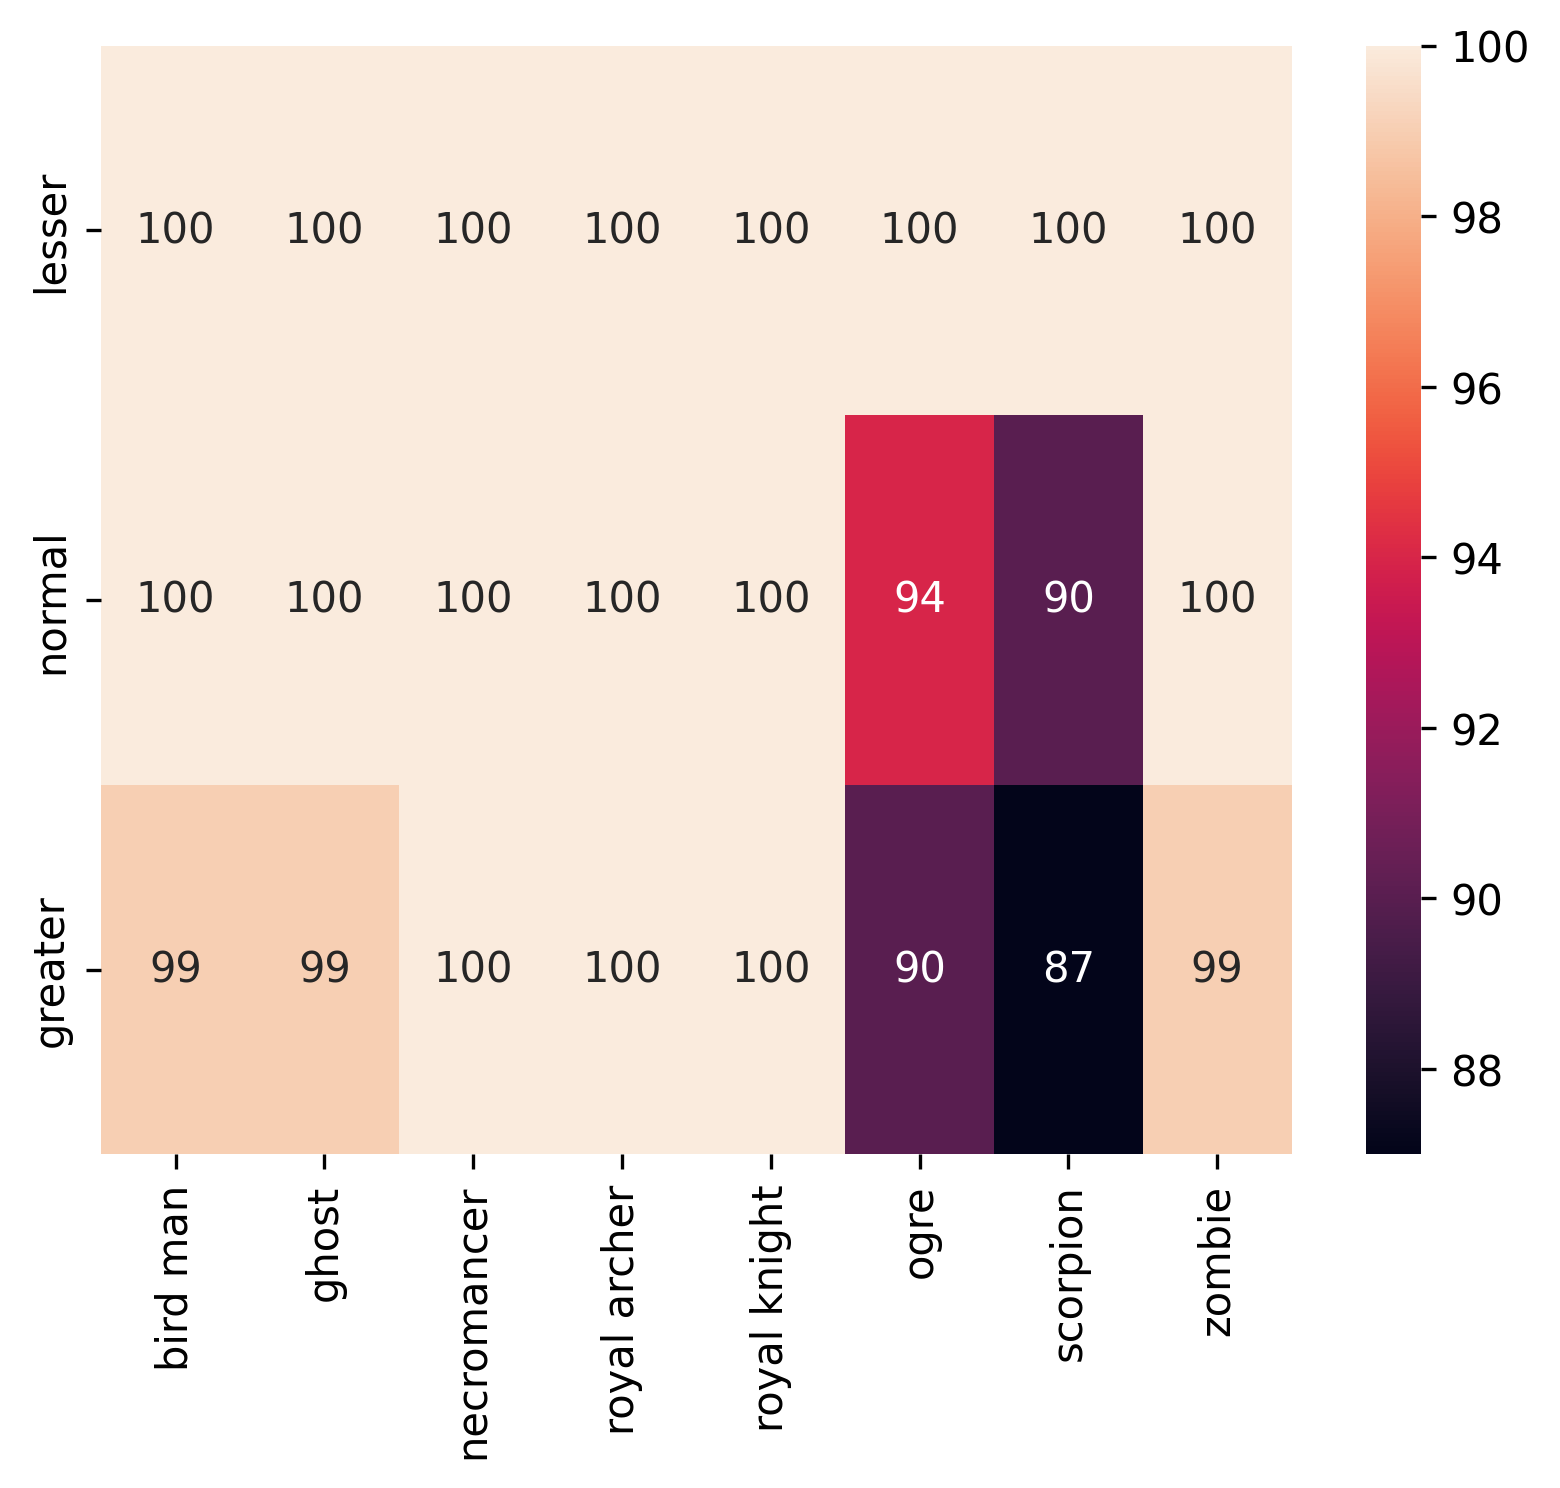 100
98
96
94
92
90
88
lesser
100 100 100 100 100 100 100 100
normal
100 100 100 100 100 94 90 100
greater
99 99 100 100 100 90 87 99
bird man
ghost
necromancer
royal archer
royal knight
ogre
scorpion
zombie